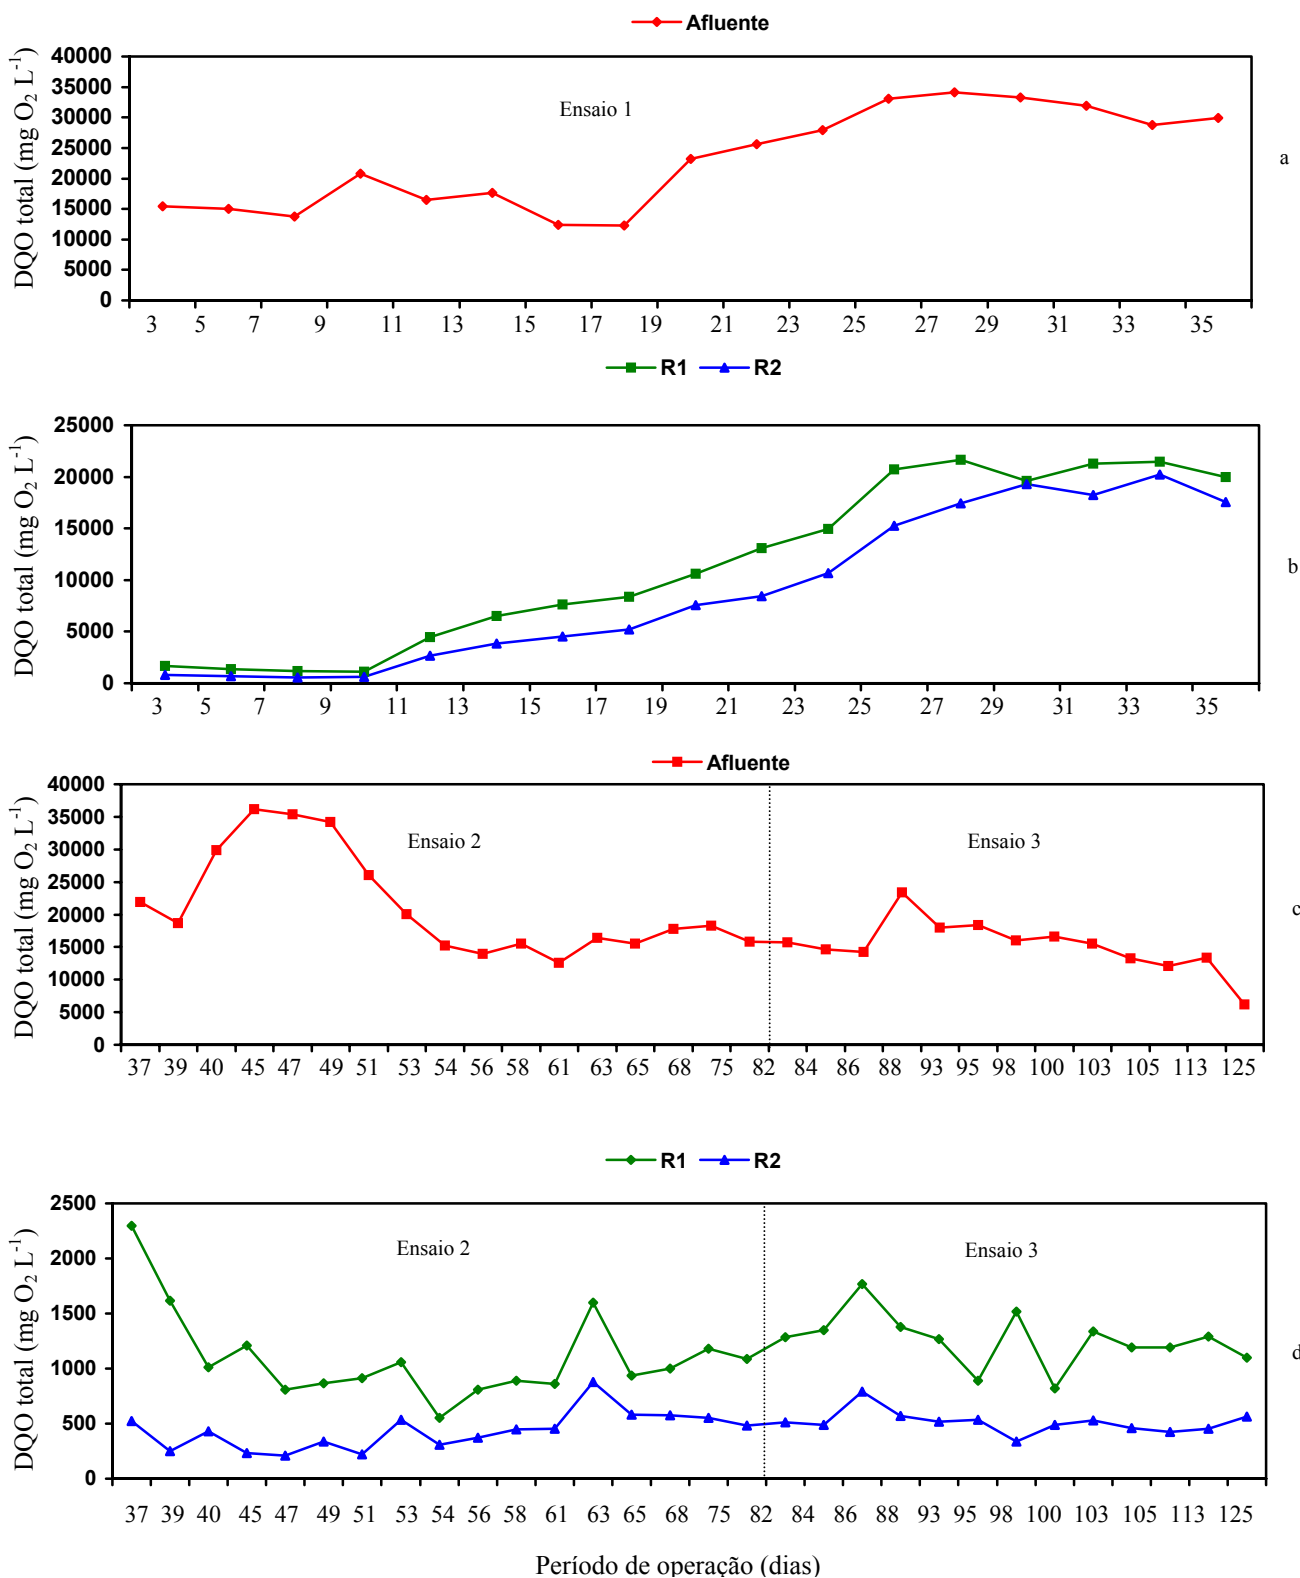 Afluente
DQO total (mg O₂ L⁻¹)
40000
35000
30000
25000
20000
15000
10000
5000
0
Ensaio 1
a
3 5 7 9 11 13 15 17 19 21 23 25 27 29 31 33 35
R1 R2
DQO total (mg O₂ L⁻¹)
25000
20000
15000
10000
5000
0
b
3 5 7 9 11 13 15 17 19 21 23 25 27 29 31 33 35
Afluente
DQO total (mg O₂ L⁻¹)
40000
35000
30000
25000
20000
15000
10000
5000
0
Ensaio 2 Ensaio 3
c
37 39 40 45 47 49 51 53 54 56 58 61 63 65 68 75 82 84 86 88 93 95 98 100 103 105 113 125
R1 R2
DQO total (mg O₂ L⁻¹)
2500
2000
1500
1000
500
0
Ensaio 2 Ensaio 3
d
37 39 40 45 47 49 51 53 54 56 58 61 63 65 68 75 82 84 86 88 93 95 98 100 103 105 113 125
Período de operação (dias)